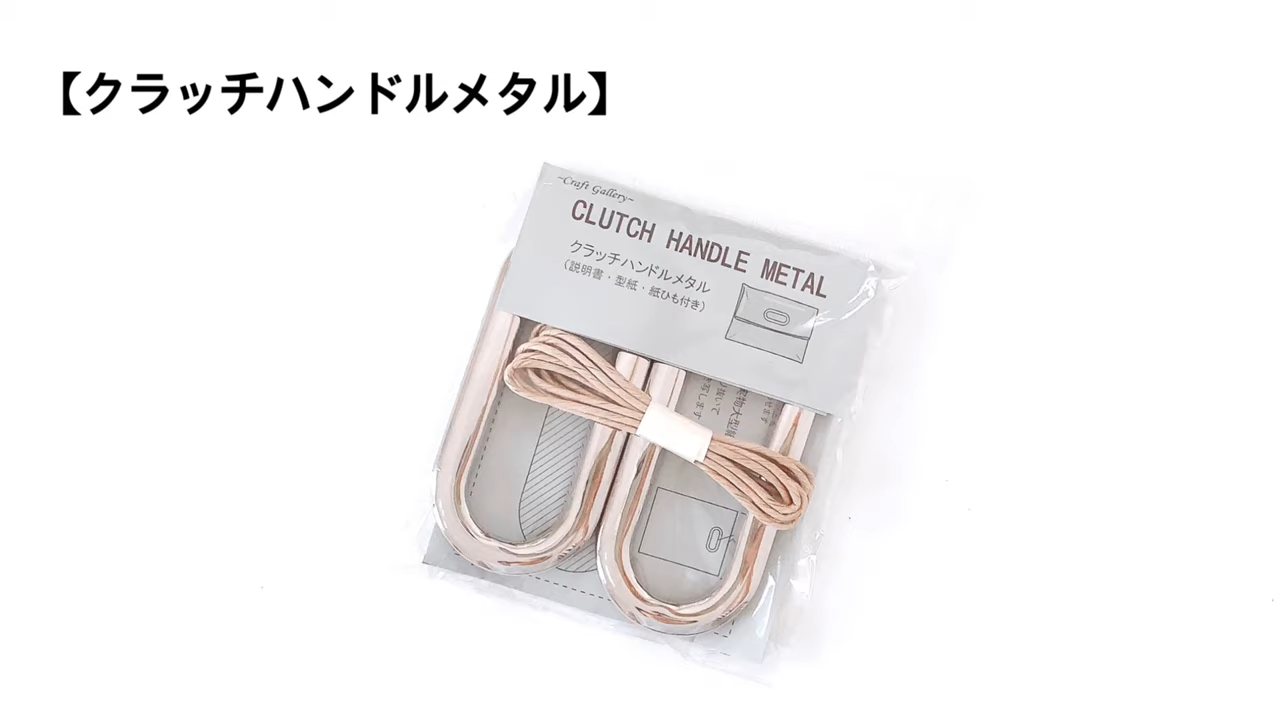 【クラッチハンドルメタル】
~Craft Gallery~
CLUTCH HANDLE METAL
クラッチハンドルメタル
(説明書・型紙・紙ひも付き)